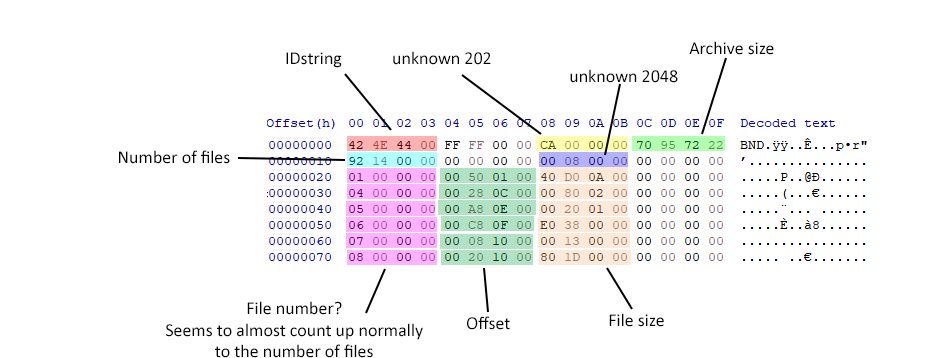 Archive size
IDstring
unknown 202
unknown 2048
Offset(h) 00 01 02 03 04 05 06 07 08 09 0A 0B 0C 0D 0E 0F Decoded text
00000000 42 4E 44 00 FF FF 00 00 CA 00 00 00 70 95 72 22 BND.ÿÿ..Ê...p•r"
Number of files
00000010 92 14 00 00 00 00 00 00 00 08 00 00 00 00 00 00 ’...............
00000020 01 00 00 00 00 50 01 00 40 D0 0A 00 00 00 00 00 .....P..@Ð......
00000030 04 00 00 00 00 28 0C 00 00 80 02 00 00 00 00 00 .....(...€......
00000040 05 00 00 00 00 A8 0E 00 00 20 01 00 00 00 00 00 .....¨... ......
00000050 06 00 00 00 00 C8 0F 00 E0 38 00 00 00 00 00 00 .....È..à8......
00000060 07 00 00 00 00 08 10 00 00 13 00 00 00 00 00 00 ................
00000070 08 00 00 00 00 20 10 00 80 1D 00 00 00 00 00 00 ..... ..€.......
File number?
Seems to almost count up normally
to the number of files
Offset
File size